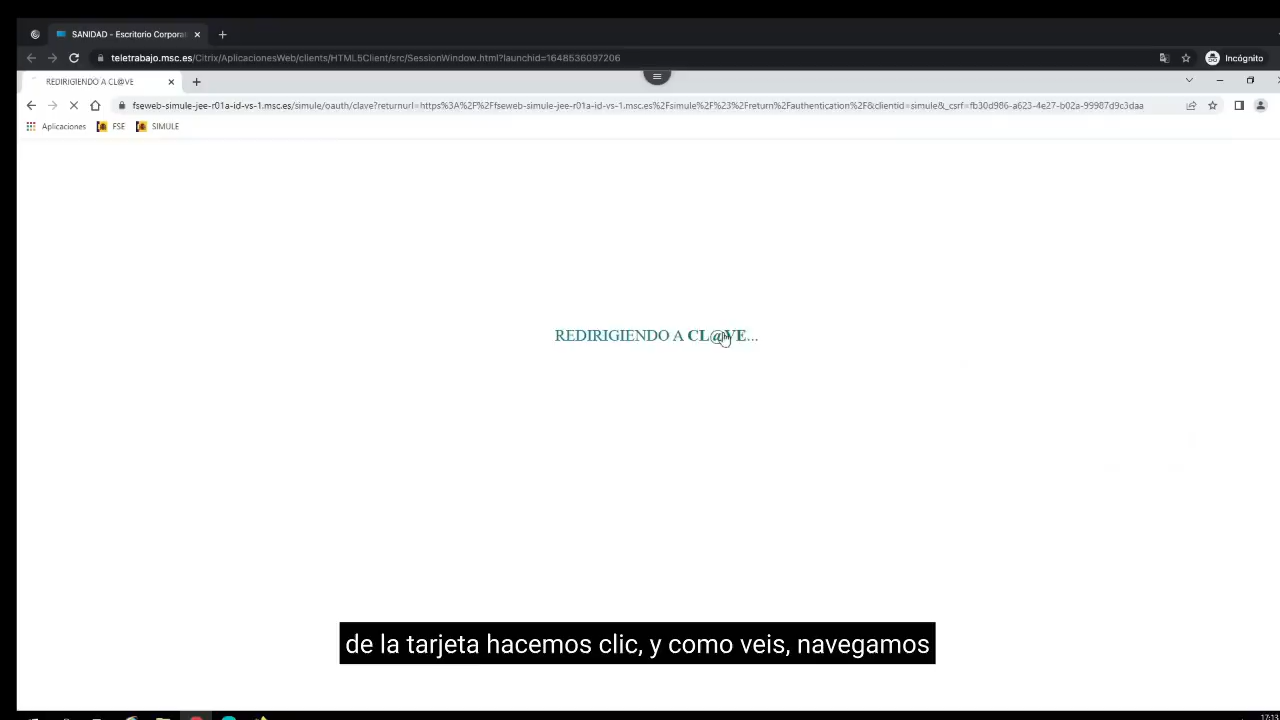 SANIDAD - Escritorio Corpora
teletrabajo.msc.es/Citrix/AplicacionesWeb/clients/HTML5Client/src/SessionWindow.html?launchid=1648536097206
Incógnito
REDIRIGIENDO A CL@VE
fseweb-simule-jee-r01a-id-vs-1.msc.es/simule/oauth/clave?returnurl=https%3A%2F%2Ffseweb-simule-jee-r01a-id-vs-1.msc.es%2Fsimule%2F%23%2Freturn%2Fauthentication%2F&clientid=simule&_csrf=fb30d986-a623-4e27-b02a-99987d9c3daa
Aplicaciones FSE SIMULE
REDIRIGIENDO A CL@VE...
de la tarjeta hacemos clic, y como veis, navegamos
17:13